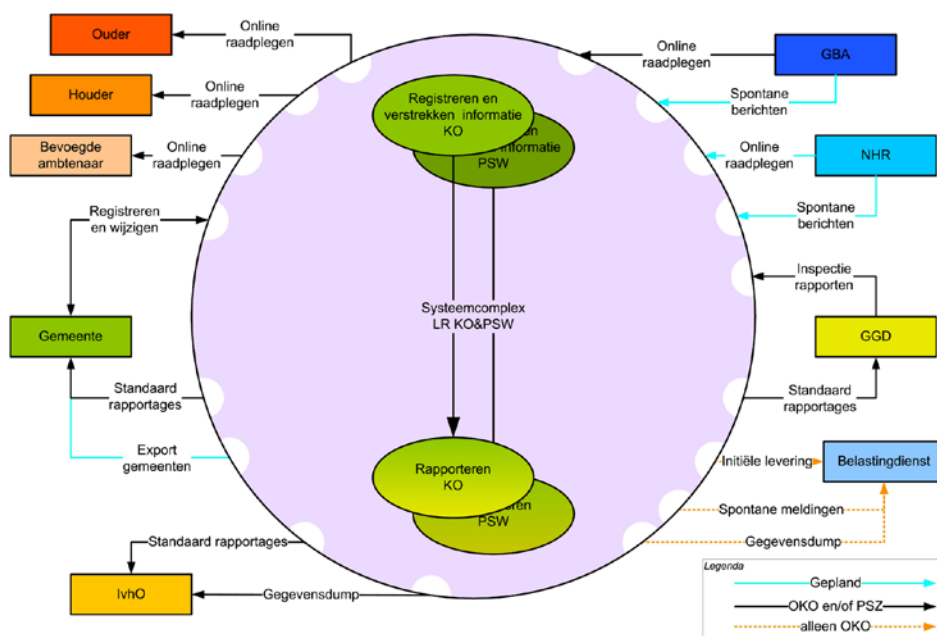 Ouder
Online
raadplegen
Houder
Online
raadplegen
Bevoegde
ambtenaar
Online
raadplegen
Registreren
en wijzigen
Gemeente
Standaard
rapportages
Export
gemeenten
Standaard rapportages
IvhO
Gegevensdump
Registreren en
verstrekken informatie
KO
en
informatie
PSW
Systeemcomplex
LR KO&PSW
Rapporteren
KO
eren
PSW
Online
raadplegen
GBA
Spontane
berichten
Online
raadplegen
NHR
Spontane
berichten
Inspectie
rapporten
GGD
Standaard
rapportages
Initiële levering
Belastingdienst
Spontane meldingen
Gegevensdump
Legenda
Gepland
OKO en/of PSZ
alleen OKO